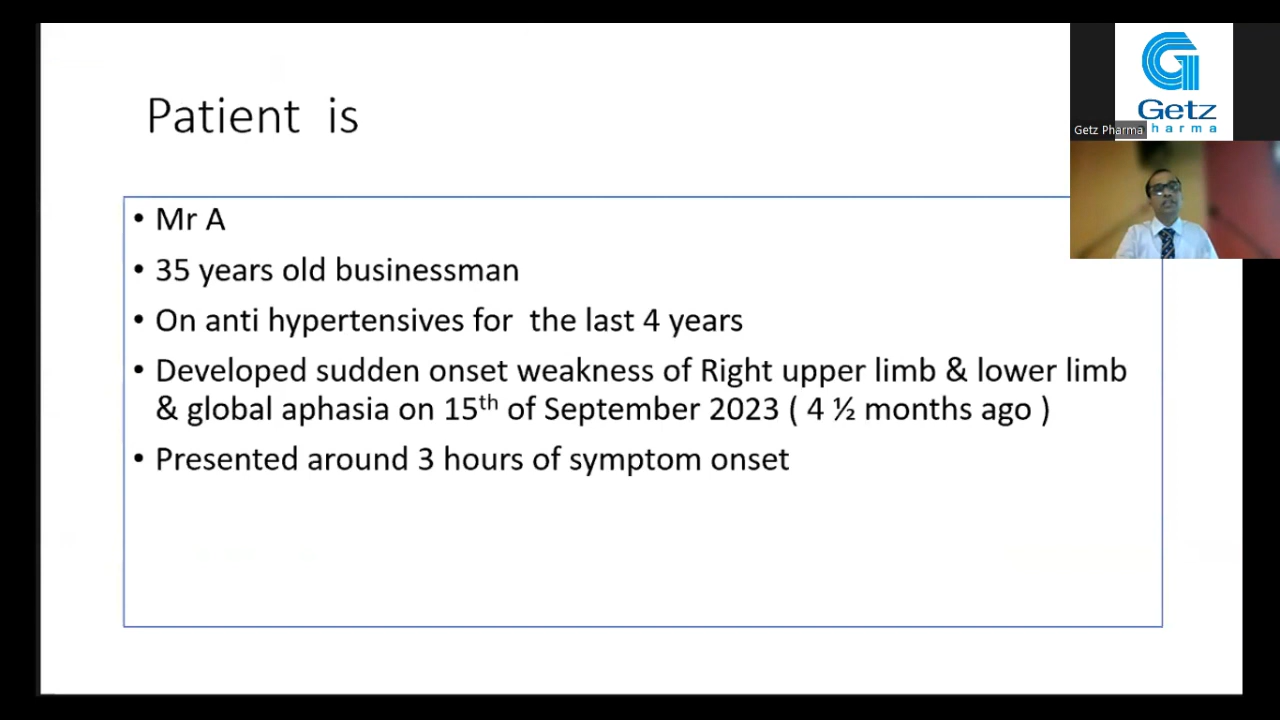 Patient is
• Mr A
• 35 years old businessman
• On anti hypertensives for the last 4 years
• Developed sudden onset weakness of Right upper limb & lower limb
& global aphasia on 15th of September 2023 ( 4 ½ months ago )
• Presented around 3 hours of symptom onset
Getz
harma
Getz Pharma